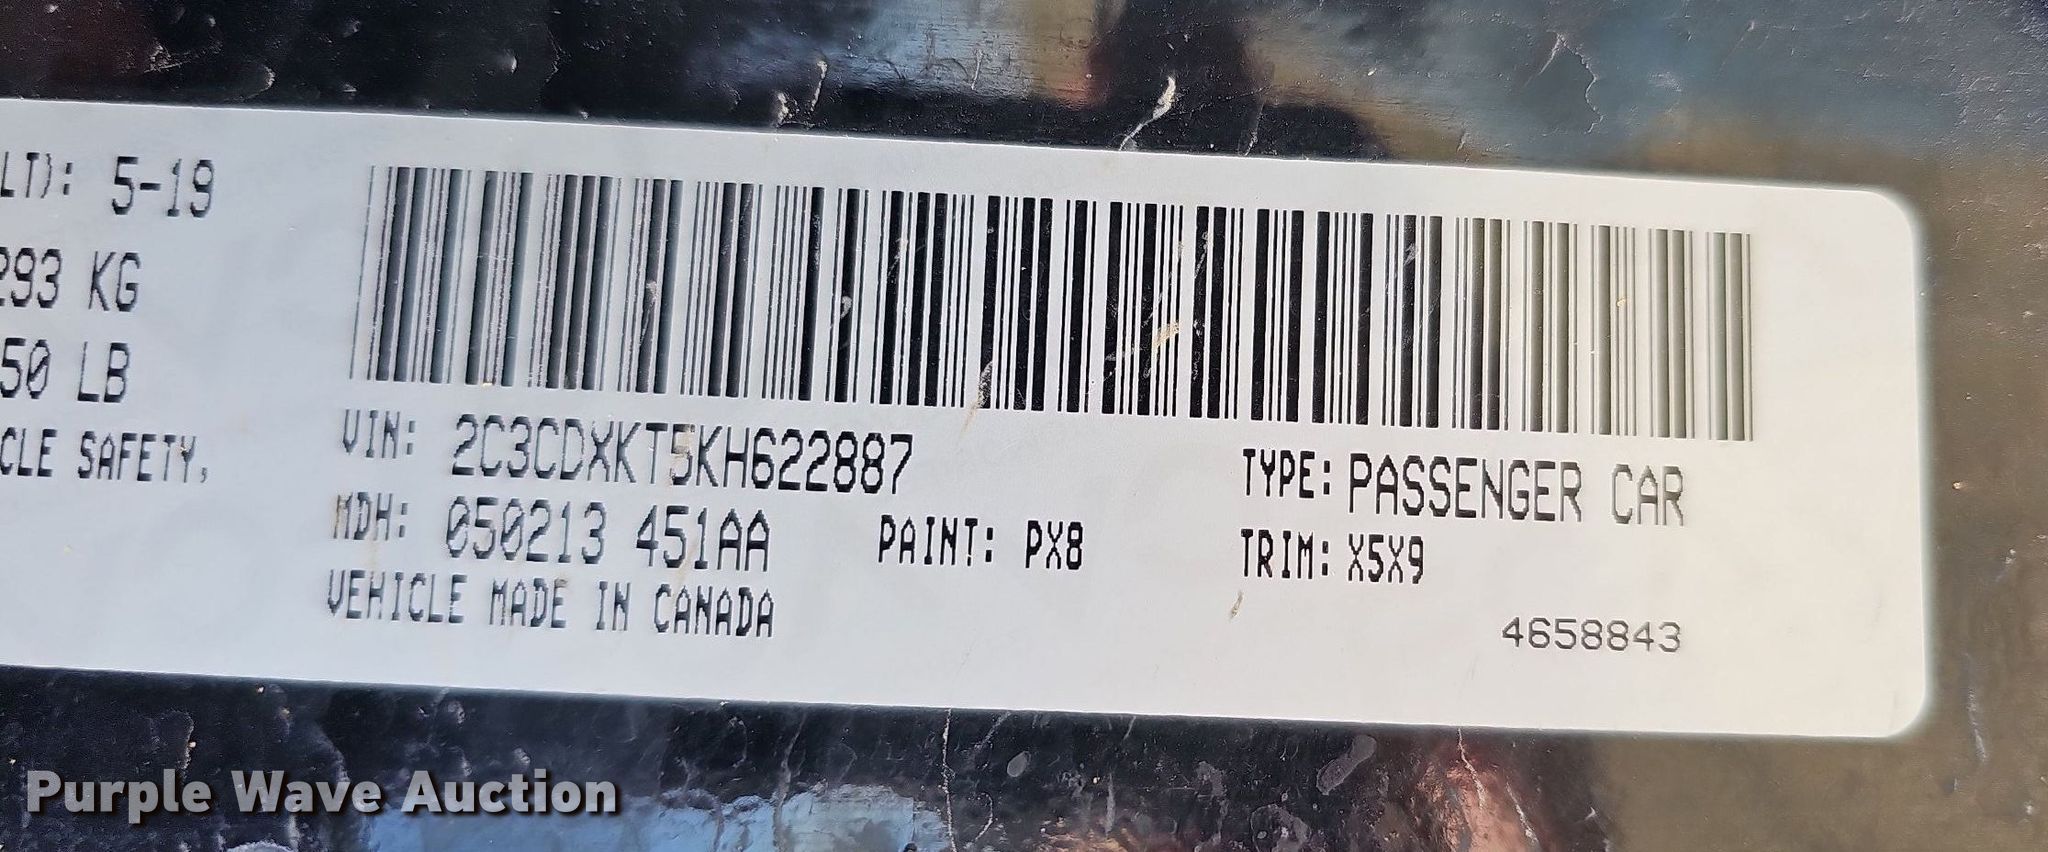 LT): 5-19
293 KG
50 LB
CLE SAFETY,
VIN: 2C3CDXKT5KH622887
TYPE: PASSENGER CAR
MDH: 050213 451AA
PAINT: PX8
TRIM: X5X9
VEHICLE MADE IN CANADA
4658843
Purple Wave Auction